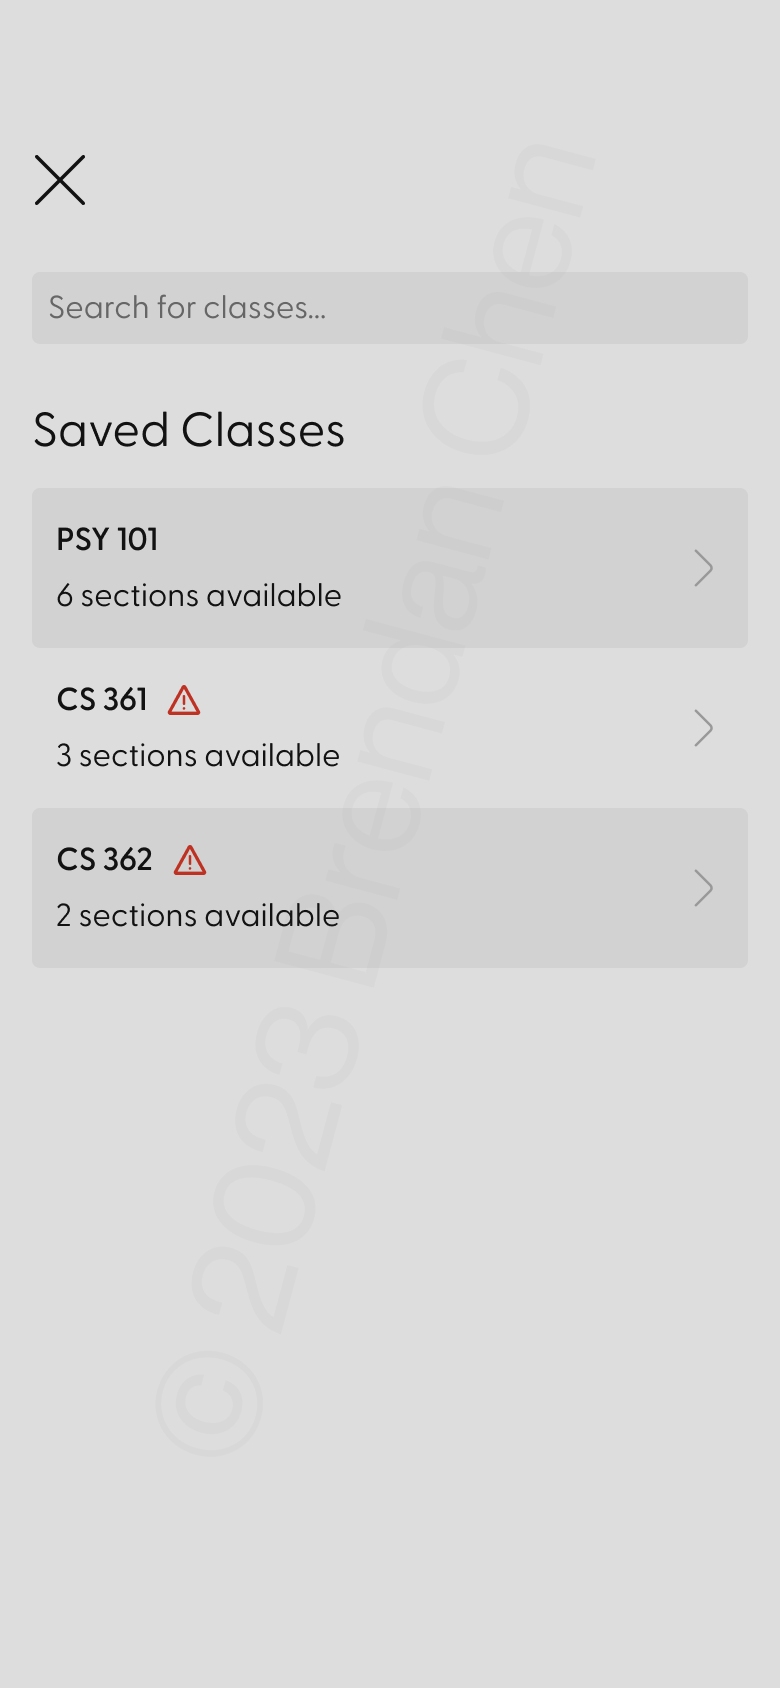 Search for classes...
Saved Classes
PSY 101
6 sections available
CS 361
3 sections available
CS 362
2 sections available
© 2023 Brendan Chen